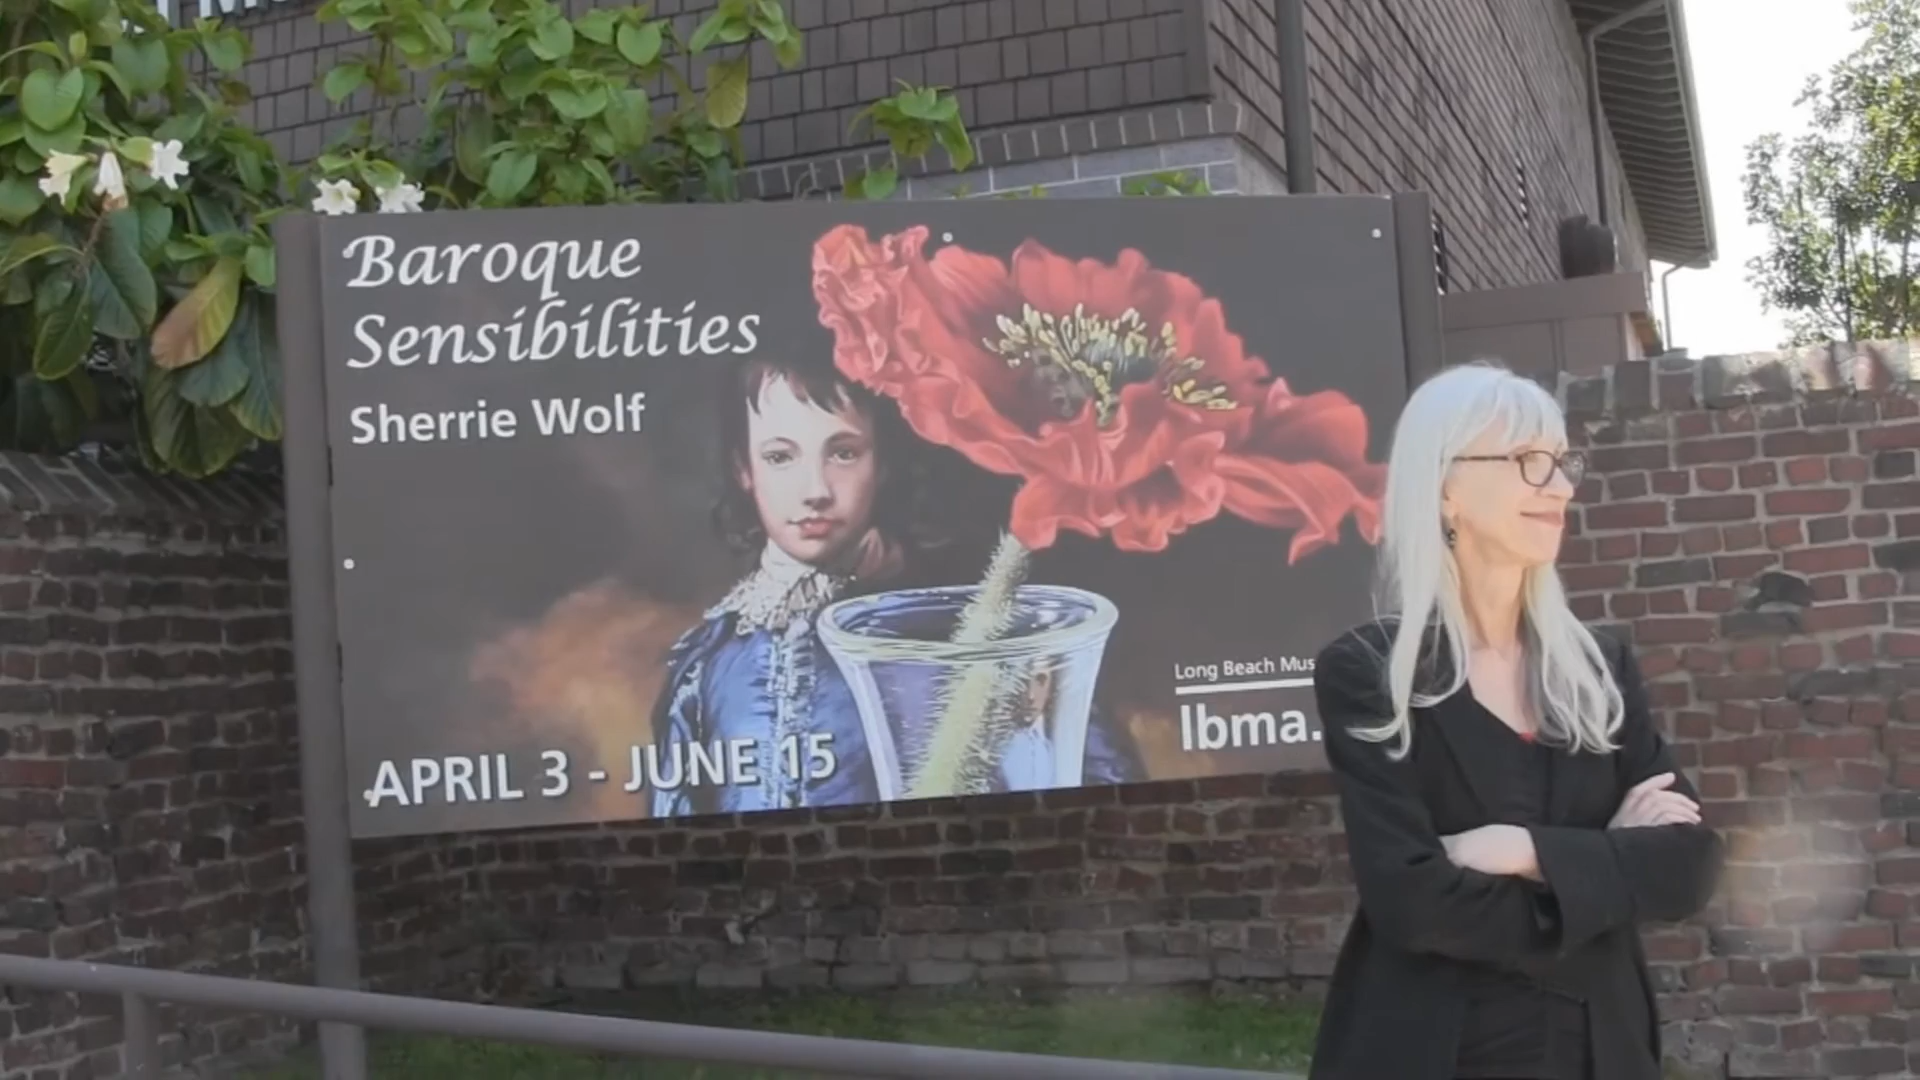 Baroque
Sensibilities
Sherrie Wolf
Long Beach Mus
lbma.
APRIL 3 - JUNE 15